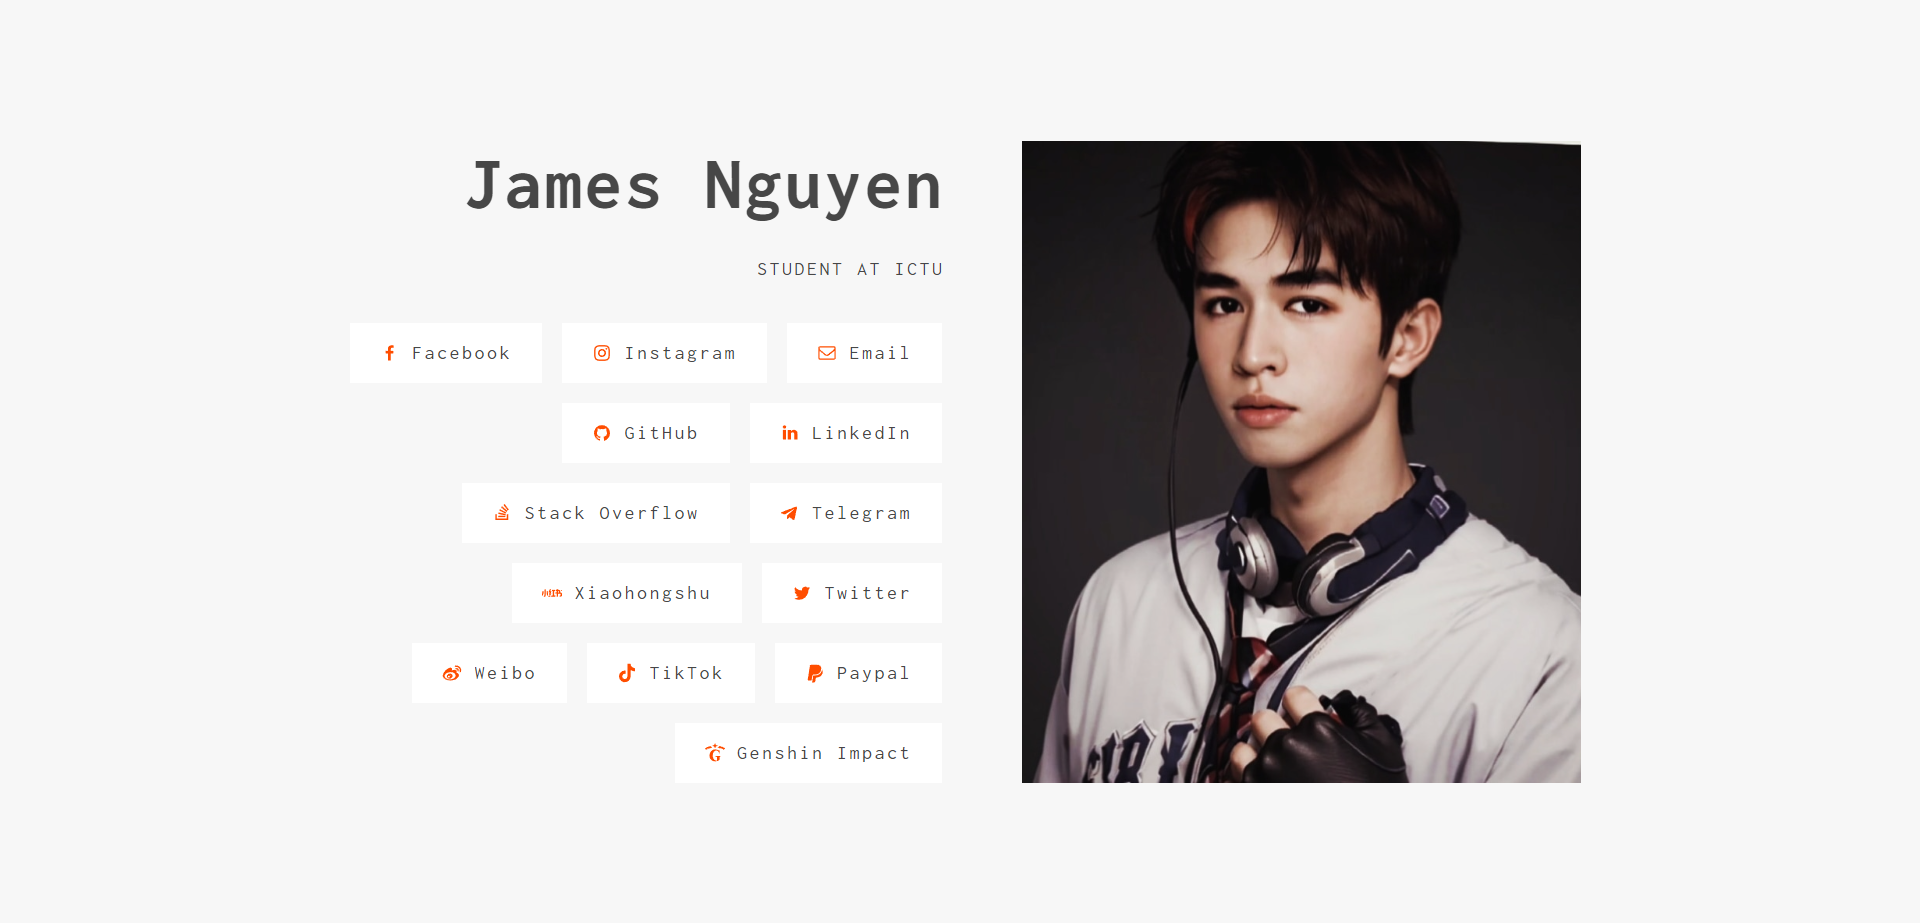 James Nguyen
STUDENT AT ICTU
Facebook Instagram Email
GitHub LinkedIn
Stack Overflow Telegram
小红书 Xiaohongshu Twitter
Weibo TikTok Paypal
Genshin Impact